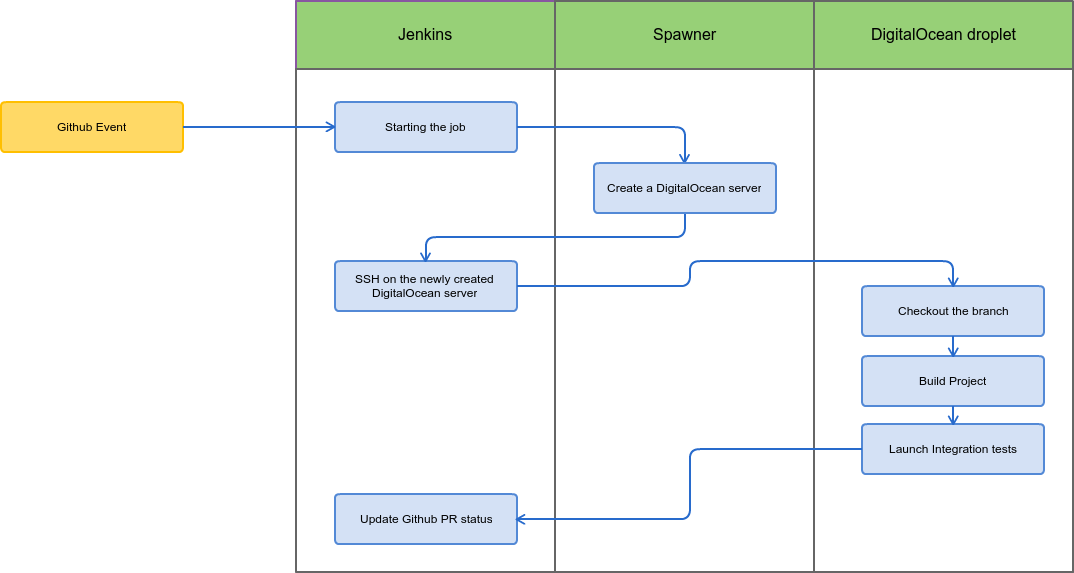 Jenkins
Spawner
DigitalOcean droplet
Github Event
Starting the job
Create a DigitalOcean server
SSH on the newly created
DigitalOcean server
Checkout the branch
Build Project
Launch Integration tests
Update Github PR status